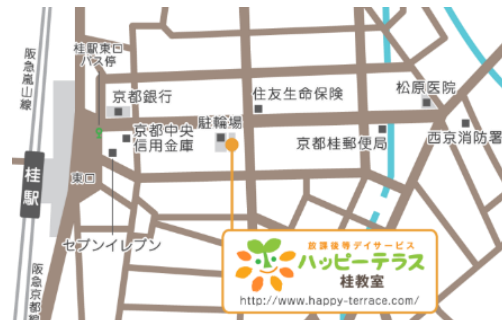 阪急嵐山線
桂駅東口
バス停
京都銀行
住友生命保険
松原医院
駐輪場
京都中央
信用金庫
京都桂郵便局
西京消防署
桂駅
東口
セブンイレブン
放課後等デイサービス
ハッピーテラス
桂教室
http://www.happy-terrace.com/
阪急京都線